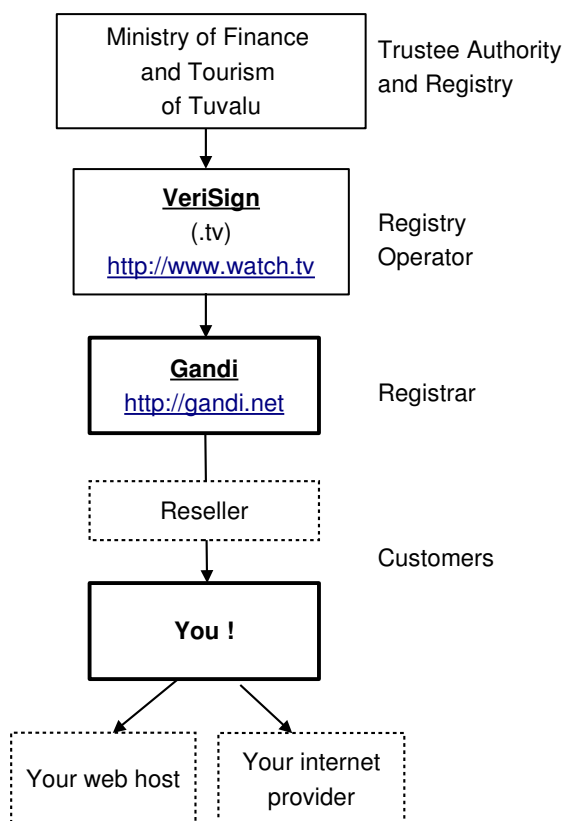 Ministry of Finance
and Tourism
of Tuvalu
Trustee Authority
and Registry
VeriSign
(.tv)
http://www.watch.tv
Registry
Operator
Gandi
http://gandi.net
Registrar
Reseller
Customers
You !
Your web host
Your internet
provider